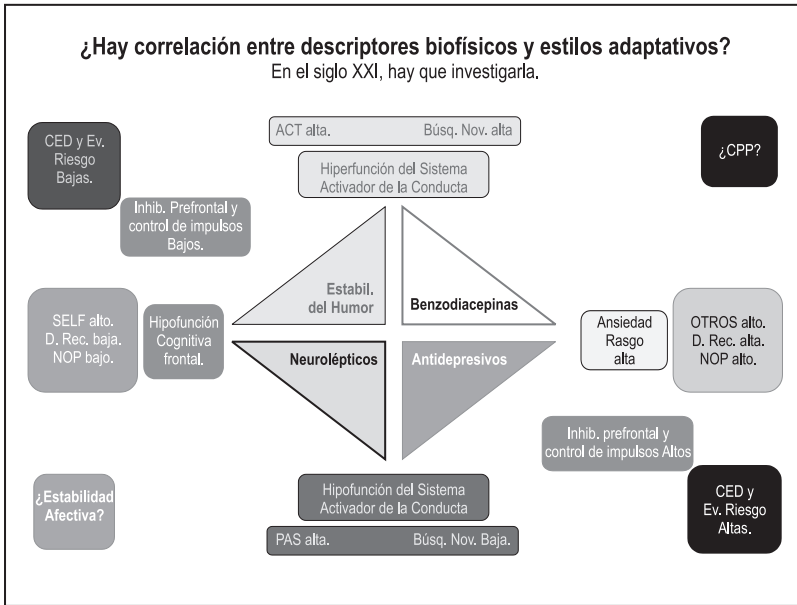 ¿Hay correlación entre descriptores biofísicos y estilos adaptativos?
En el siglo XXI, hay que investigarla.
CED y Ev.
Riesgo
Bajas.
ACT alta. Búsq. Nov. alta
Hiperfunción del Sistema
Activador de la Conducta
¿CPP?
Inhib. Prefrontal y
control de impulsos
Bajos.
Estabil.
del Humor
Benzodiacepinas
SELF alto.
D. Rec. baja.
NOP bajo.
Hipofunción
Cognitiva
frontal.
Neurolépticos
Antidepresivos
Ansiedad
Rasgo
alta
OTROS alto.
D. Rec. alta.
NOP alto.
Inhib. prefrontal y
control de impulsos Altos
¿Estabilidad
Afectiva?
Hipofunción del Sistema
Activador de la Conducta
PAS alta. Búsq. Nov. Baja.
CED y
Ev. Riesgo
Altas.